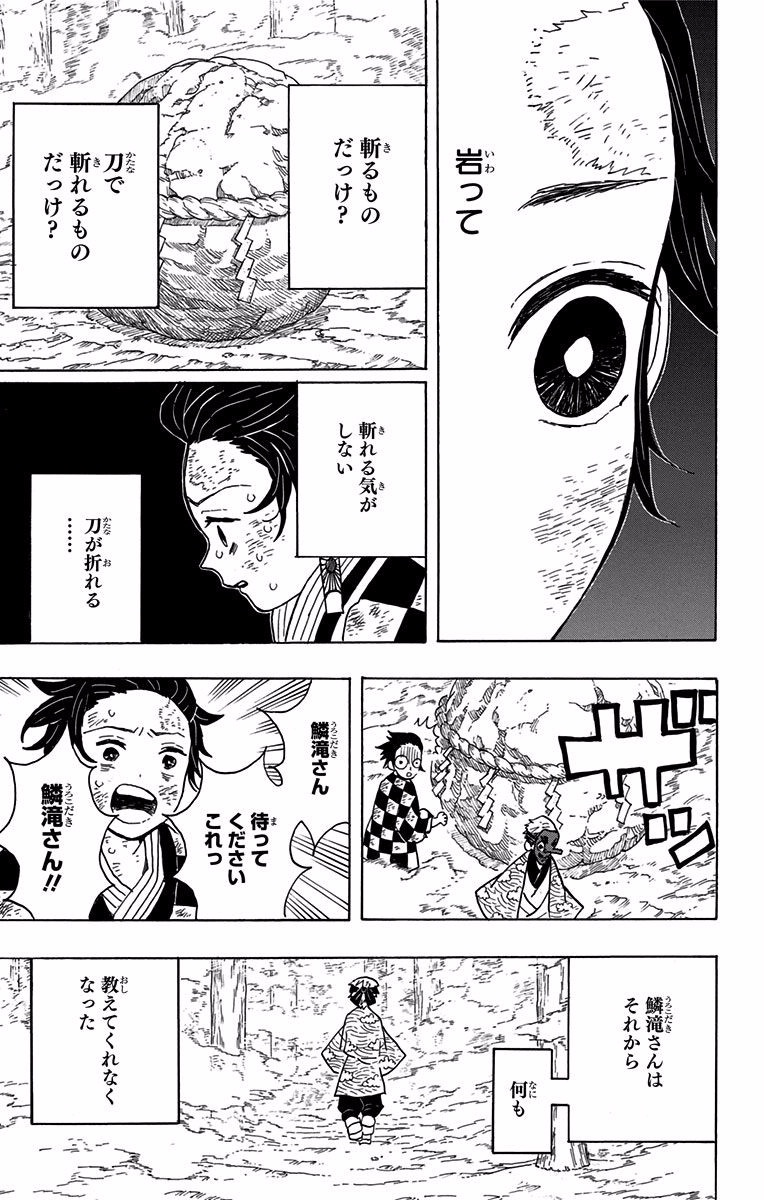 岩って
斬るもの
だっけ？
刀で
斬れるもの
だっけ？
斬れる気が
しない
刀が折れる
……
ザッ
鱗滝さん
待って
ください
これっ
鱗滝さん!!
鱗滝さんは
それから
何も
教えてくれなく
なった